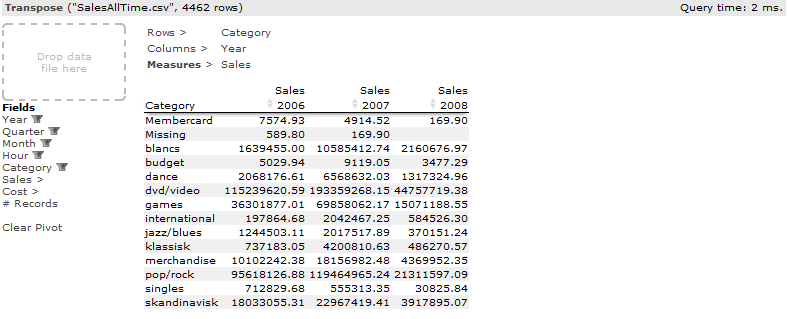 Transpose ("SalesAllTime.csv", 4462 rows) Query time: 2 ms.
Drop data
file here
Rows > Category
Columns > Year
Measures > Sales
Fields
Year
Quarter
Month
Hour
Category
Sales >
Cost >
# Records
Clear Pivot
Sales Sales Sales
Category 2006 2007 2008
Membercard 7574.93 4914.52 169.90
Missing 589.80 169.90
blancs 1639455.00 10585412.74 2160676.97
budget 5029.94 9119.05 3477.29
dance 2068176.61 6568632.03 1317324.96
dvd/video 115239620.59 193359268.15 44757719.38
games 36301877.01 69858062.17 15071188.55
international 197864.68 2042467.25 584526.30
jazz/blues 1244503.11 2017517.89 370151.24
klassisk 737183.05 4200810.63 486270.57
merchandise 10102242.38 18156982.48 4369952.35
pop/rock 95618126.88 119464965.24 21311597.09
singles 712829.68 555313.35 30825.84
skandinavisk 18033055.31 22967419.41 3917895.07